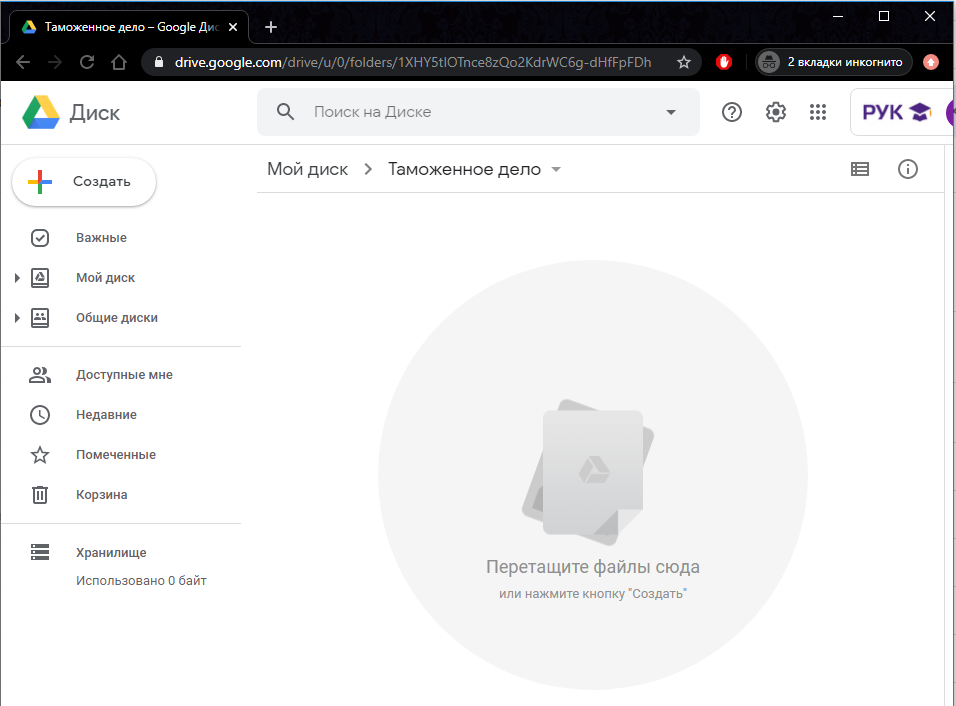 Таможенное дело – Google Дис
drive.google.com/drive/u/0/folders/1XHY5tIOTnce8zQo2KdrWC6g-dHfFpFDh
2 вкладки инкогнито
Диск
Поиск на Диске
РУК
Создать
Мой диск
Таможенное дело
Важные
Мой диск
Общие диски
Доступные мне
Недавние
Помеченные
Корзина
Хранилище
Использовано 0 байт
Перетащите файлы сюда
или нажмите кнопку "Создать"